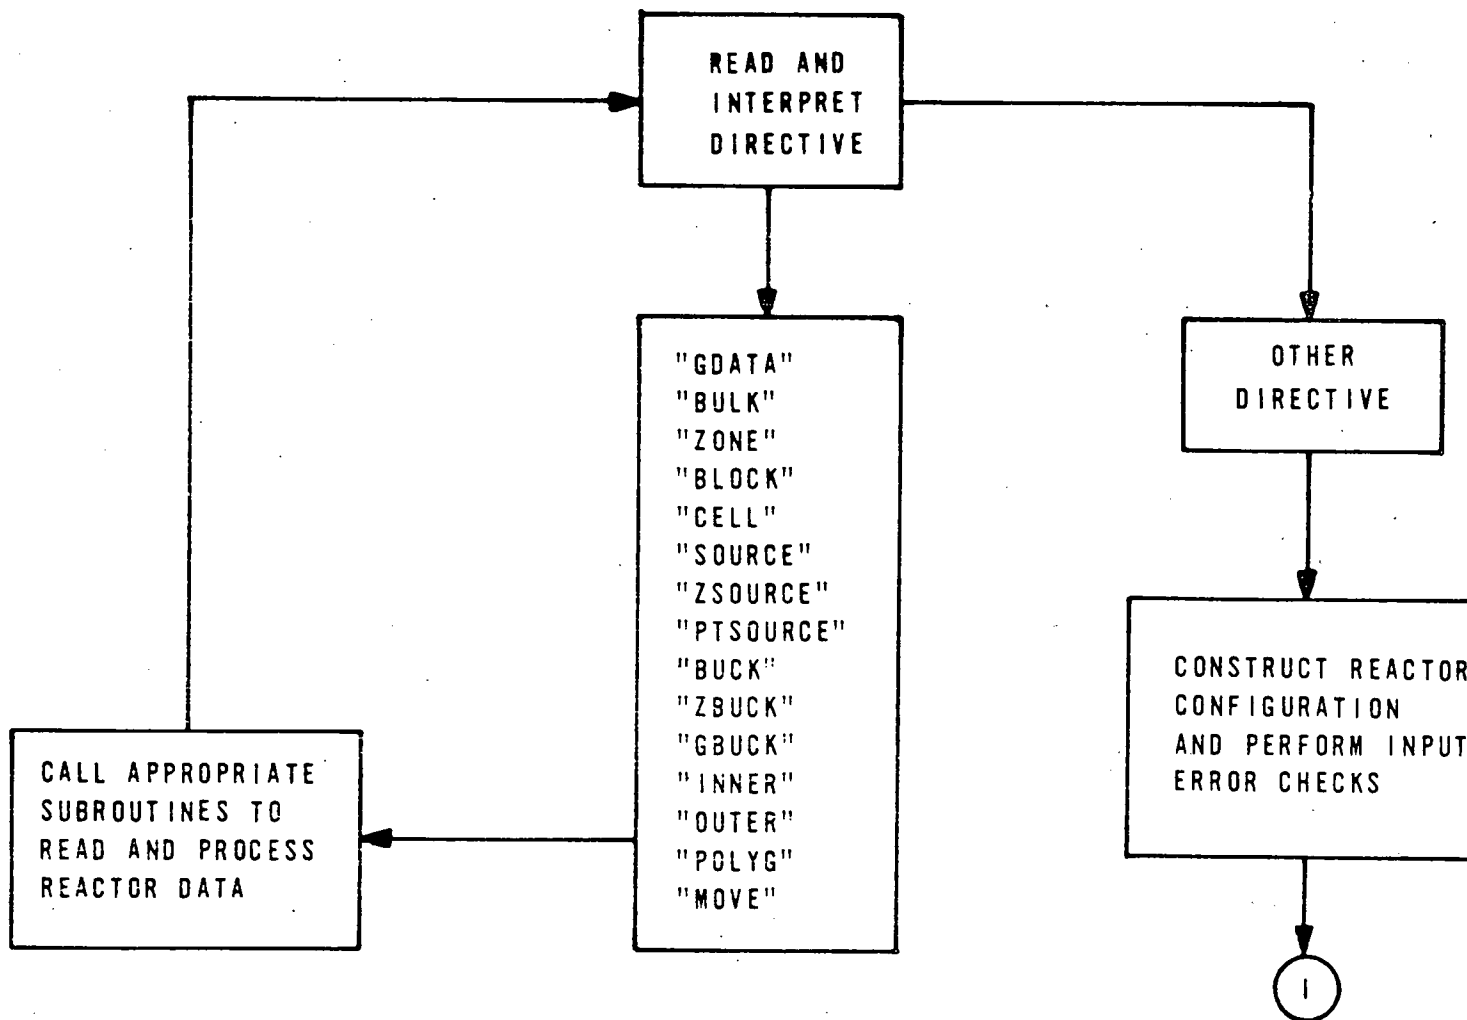 READ AND
INTERPRET
DIRECTIVE
"GDATA"
"BULK"
"ZONE"
"BLOCK"
"CELL"
"SOURCE"
"ZSOURCE"
"PTSOURCE"
"BUCK"
"ZBUCK"
"GBUCK"
"INNER"
"OUTER"
"POLYG"
"MOVE"
CALL APPROPRIATE
SUBROUTINES TO
READ AND PROCESS
REACTOR DATA
OTHER
DIRECTIVE
CONSTRUCT REACTOR
CONFIGURATION
AND PERFORM INPUT
ERROR CHECKS
I